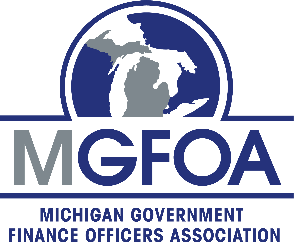 MGFOA
MICHIGAN GOVERNMENT
FINANCE OFFICERS ASSOCIATION